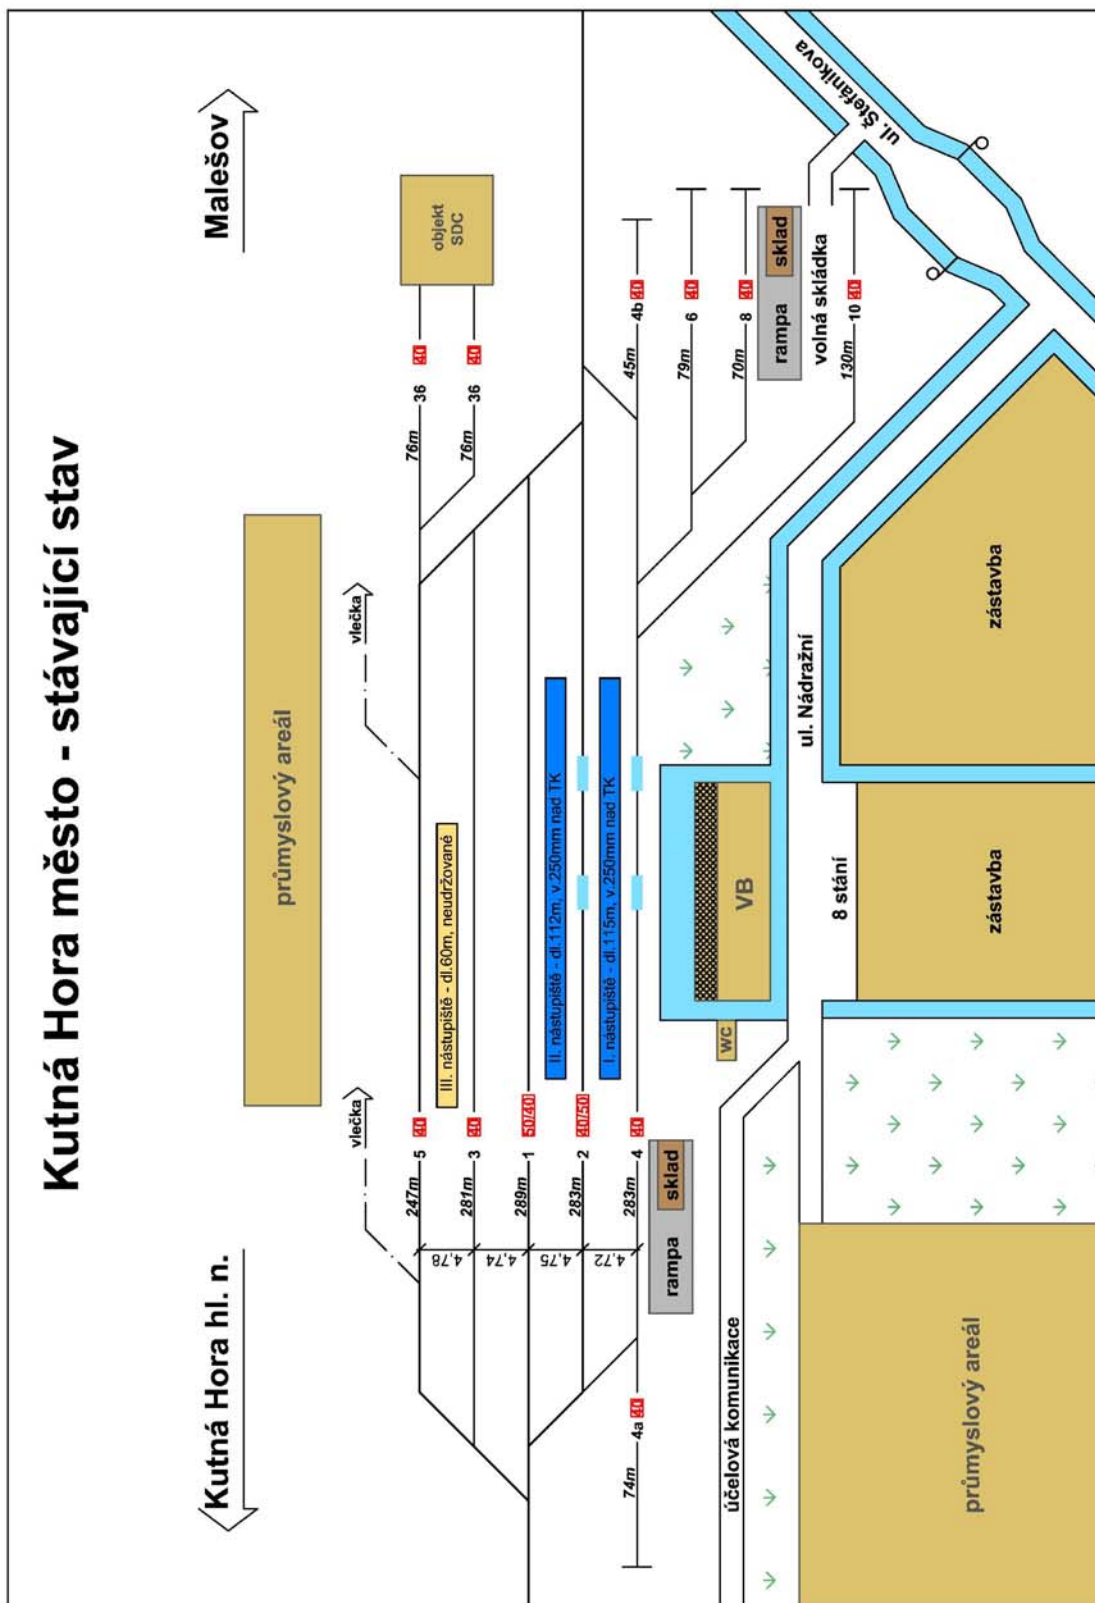 Kutná Hora město - stávající stav
Kutná Hora hl. n.
Malešov
průmyslový areál
vlečka
vlečka
objekt
SDC
247m 5 40
76m 36 40
III. nástupiště - dl.60m, neudržované
4,78
281m 3 40
76m 36 40
4,74
289m 1 50/40
II. nástupiště - dl.112m, v.250mm nad TK
4,75
283m 2 40/50
I. nástupiště - dl.115m, v.250mm nad TK
4,72
74m 4a 40
283m 4 40
45m 4b 40
rampa sklad
79m 6 40
70m 8 40
rampa sklad
volná skládka
130m 10 40
WC
VB
účelová komunikace
ul. Nádražní
ul. Štefánikova
8 stání
průmyslový areál
zástavba
zástavba